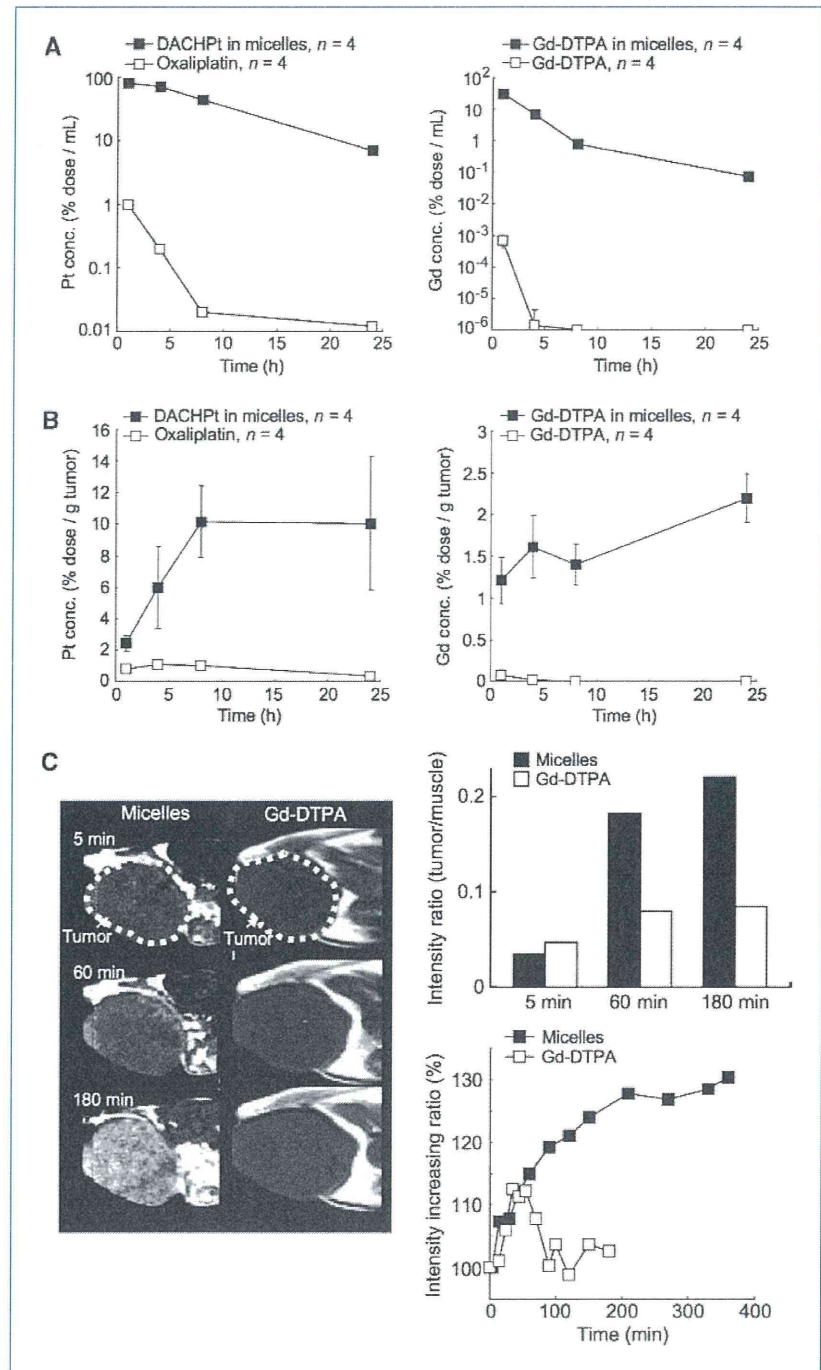 A
DACHPt in micelles, n = 4
Oxaliplatin, n = 4
Pt conc. (% dose / mL)
100
10
1
0.1
0.01
0 5 10 15 20 25
Time (h)
Gd-DTPA in micelles, n = 4
Gd-DTPA, n = 4
Gd conc. (% dose / mL)
10²
10
1
10⁻¹
10⁻²
10⁻³
10⁻⁴
10⁻⁵
10⁻⁶
0 5 10 15 20 25
Time (h)
B
DACHPt in micelles, n = 4
Oxaliplatin, n = 4
Pt conc. (% dose / g tumor)
16
14
12
10
8
6
4
2
0
0 5 10 15 20 25
Time (h)
Gd-DTPA in micelles, n = 4
Gd-DTPA, n = 4
Gd conc. (% dose / g tumor)
3
2.5
2
1.5
1
0.5
0
0 5 10 15 20 25
Time (h)
C
Micelles
Gd-DTPA
5 min
Tumor
Tumor
60 min
180 min
Micelles
Gd-DTPA
Intensity ratio (tumor/muscle)
0.2
0.1
0
5 min 60 min 180 min
Micelles
Gd-DTPA
Intensity increasing ratio (%)
130
120
110
100
0 100 200 300 400
Time (min)